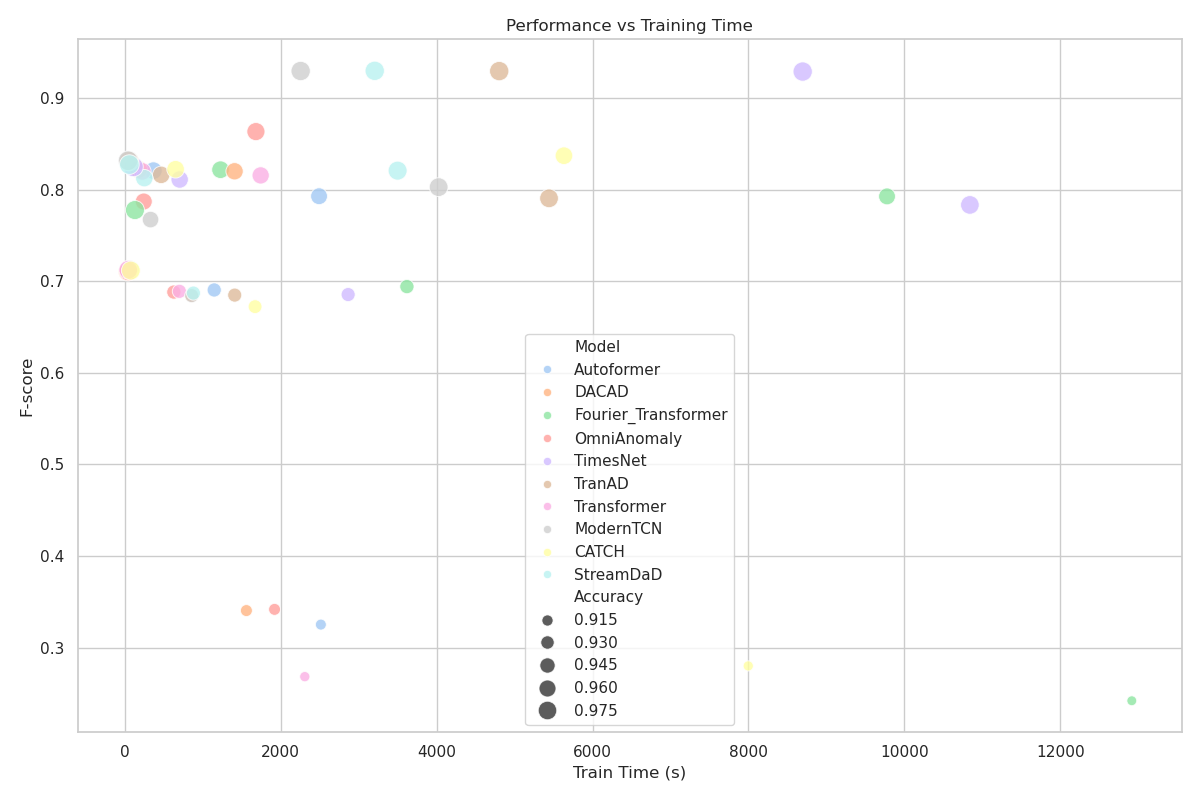 Performance vs Training Time
F-score
0.9
0.8
0.7
0.6
0.5
0.4
0.3
Model
Autoformer
DACAD
Fourier_Transformer
OmniAnomaly
TimesNet
TranAD
Transformer
ModernTCN
CATCH
StreamDaD
Accuracy
0.915
0.930
0.945
0.960
0.975
0 2000 4000 6000 8000 10000 12000
Train Time (s)